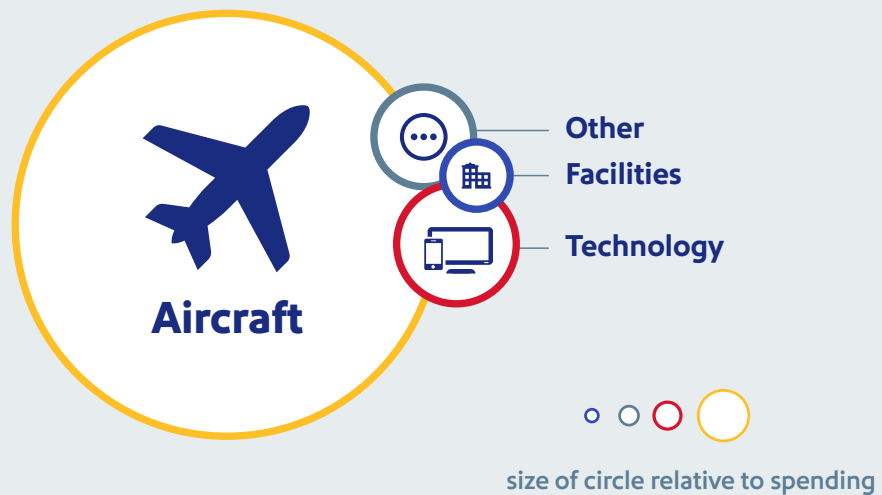 Other
Facilities
Technology
Aircraft
size of circle relative to spending